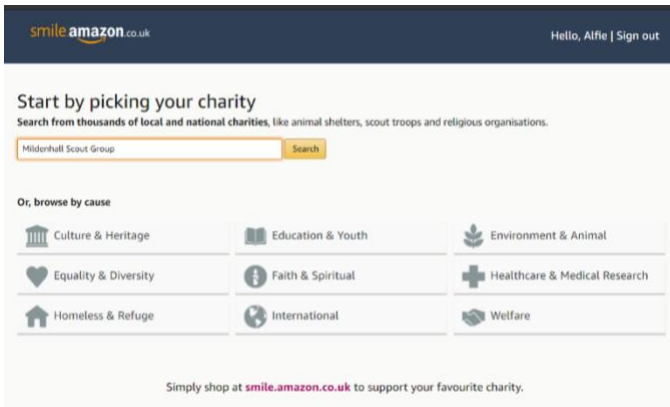 smile.amazon.co.uk
Hello, Alfie | Sign out
Start by picking your charity
Search from thousands of local and national charities, like animal shelters, scout troops and religious organisations.
Mildenhall Scout Group Search
Or, browse by cause
Culture & Heritage Education & Youth Environment & Animal
Equality & Diversity Faith & Spiritual Healthcare & Medical Research
Homeless & Refuge International Welfare
Simply shop at smile.amazon.co.uk to support your favourite charity.